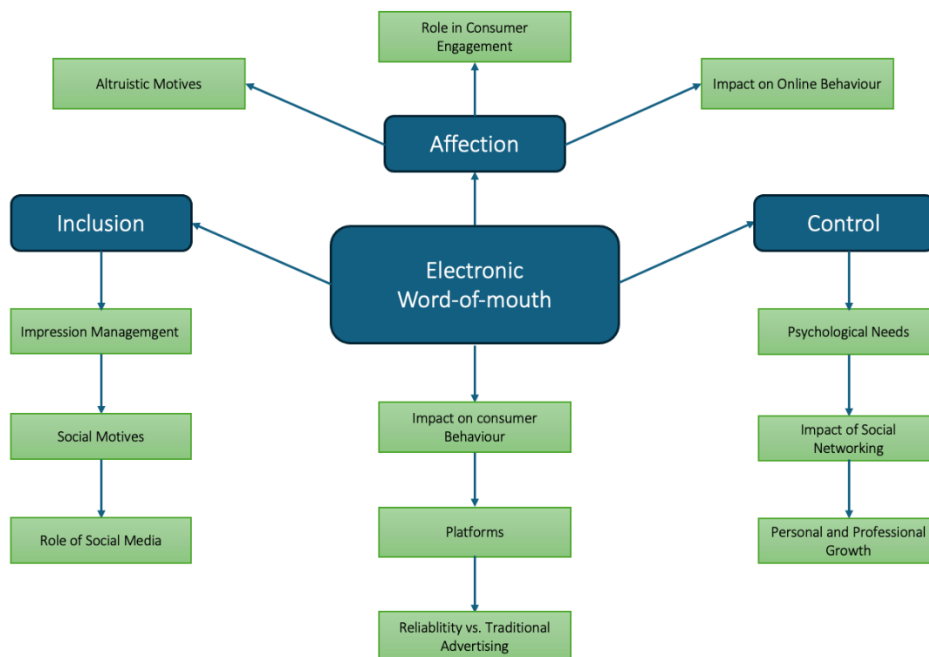 Role in Consumer
Engagement
Altruistic Motives
Impact on Online Behaviour
Affection
Inclusion
Control
Electronic
Word-of-mouth
Impression Managemgent
Psychological Needs
Impact on consumer
Behaviour
Social Motives
Impact of Social
Networking
Platforms
Role of Social Media
Personal and Professional
Growth
Reliablitity vs. Traditional
Advertising